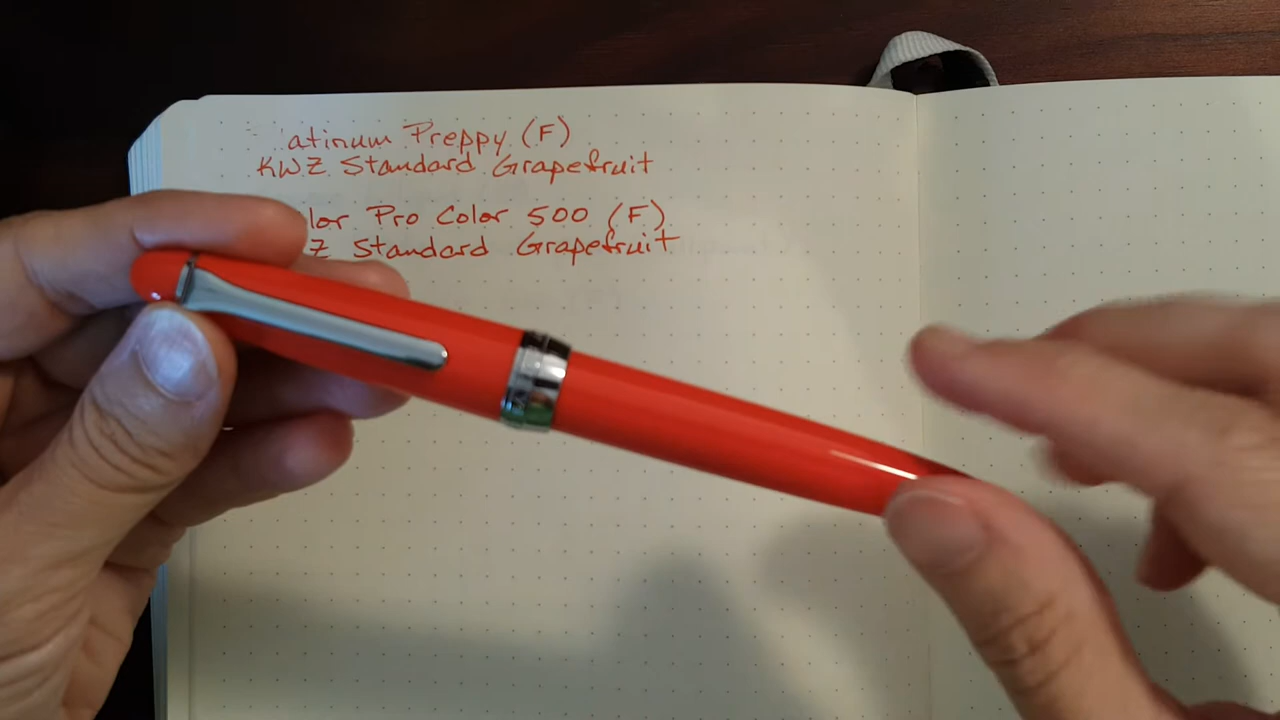 atinum Preppy (F)
KWZ Standard Grapefruit
lor Pro Color 500 (F)
Z Standard Grapefruit